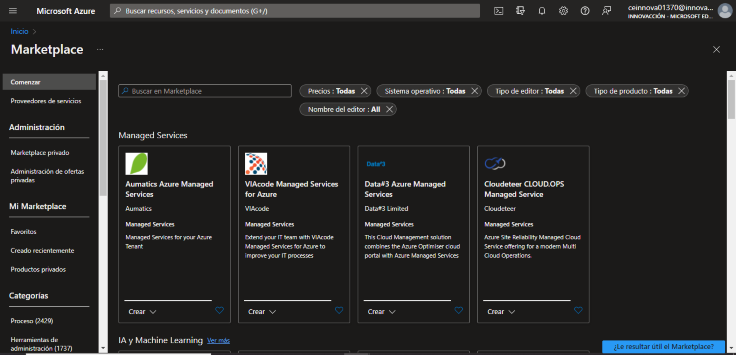 Microsoft Azure
Buscar recursos, servicios y documentos (G+/)
ceinnova01370@innova...
INNOVACCIÓN - MICROSOFT ED...
Inicio >
Marketplace ...
Comenzar
Proveedores de servicios
Administración
Marketplace privado
Administración de ofertas
privadas
Mi Marketplace
Favoritos
Creado recientemente
Productos privados
Categorías
Proceso (2429)
Herramientas de
administración (1737)
Buscar en Marketplace
Precios : Todas
Sistema operativo : Todas
Tipo de editor : Todas
Tipo de producto : Todas
Nombre del editor : All
Managed Services
Aumatics Azure Managed
Services
Aumatics
Managed Services
Managed Services for your Azure
Tenant
Crear
VIAcode Managed Services
for Azure
VIAcode
Managed Services
Extend your IT team with VIAcode
Managed Services for Azure to
improve your IT processes
Crear
Data#3
Data#3 Azure Managed
Services
Data#3 Limited
Managed Services
This Cloud Management solution
combines the Azure Optimiser cloud
portal with Azure Managed Services
Crear
Cloudeteer CLOUD.OPS
Managed Service
Cloudeteer
Managed Services
Azure Site Reliability Managed Cloud
Service offering for a modern Multi
Cloud Operations.
Crear
IA y Machine Learning Ver más
¿Le resultar útil el Marketplace?